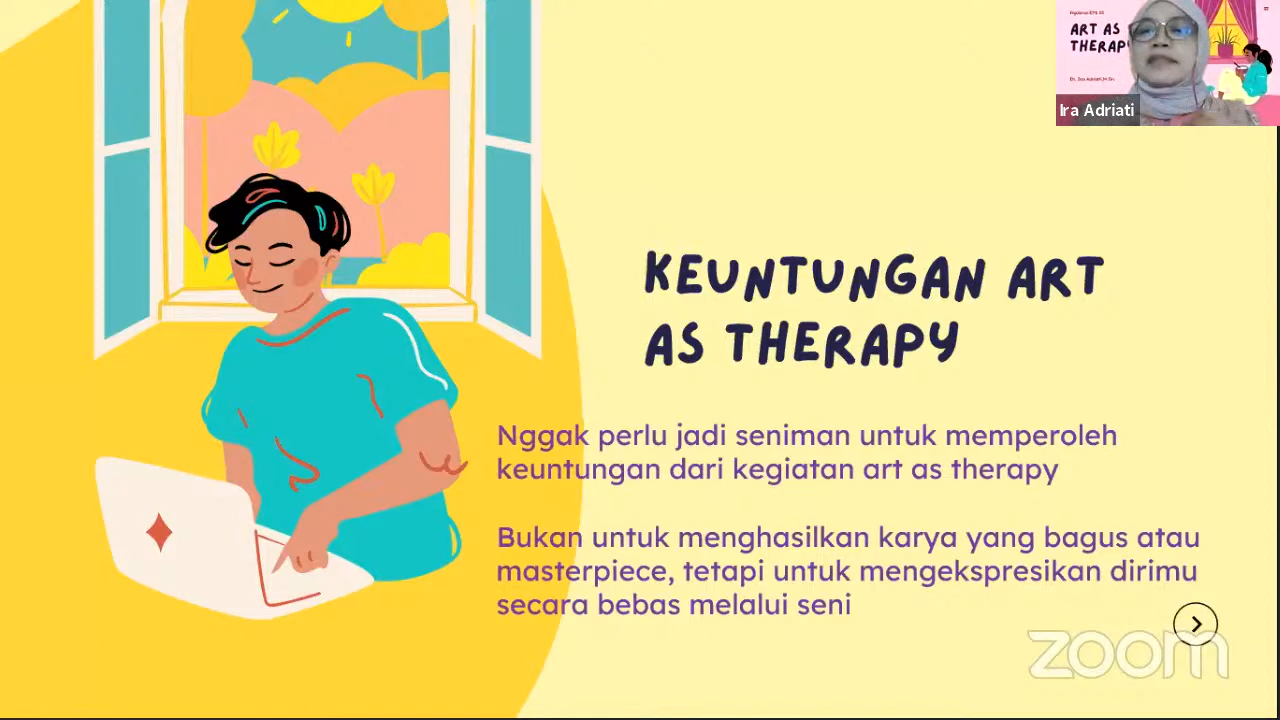 ART AS
Ira Adriati
KEUNTUNGAN ART
AS THERAPY
Nggak perlu jadi seniman untuk memperoleh
keuntungan dari kegiatan art as therapy
Bukan untuk menghasilkan karya yang bagus atau
masterpiece, tetapi untuk mengekspresikan dirimu
secara bebas melalui seni
zoom